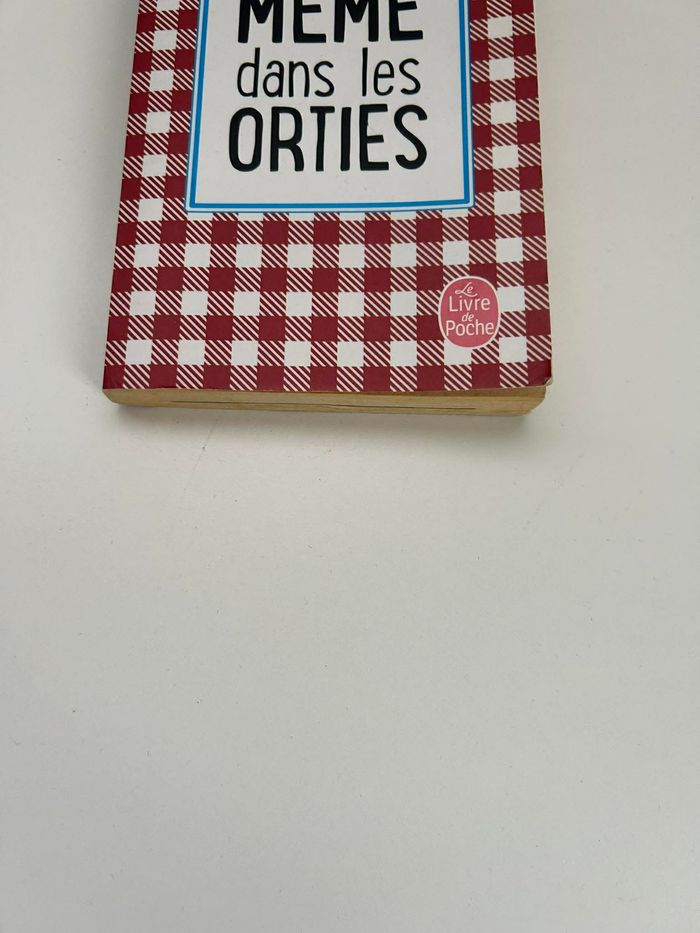 MÉMÉ
dans les
ORTIES
Le
Livre
de
Poche